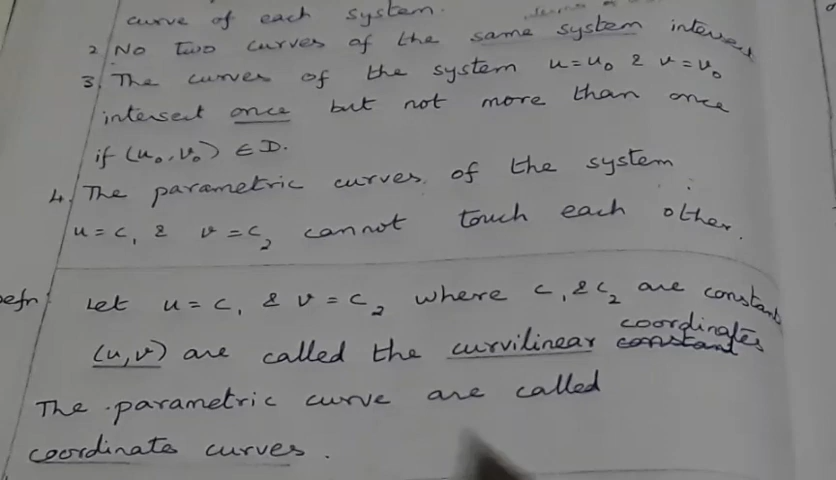 curve of each system.
2. No two curves of the same system intersect
3. The curves of the system u = u₀ & v = v₀
intersect once but not more than once
if (u₀, v₀) ∈ D.
4. The parametric curves of the system
u = c₁ & v = c₂ cannot touch each other.
Defn Let u = c₁ & v = c₂ where c₁ & c₂ are constant
coordinates
(u, v) are called the curvilinear constant
The parametric curve are called
coordinate curves.